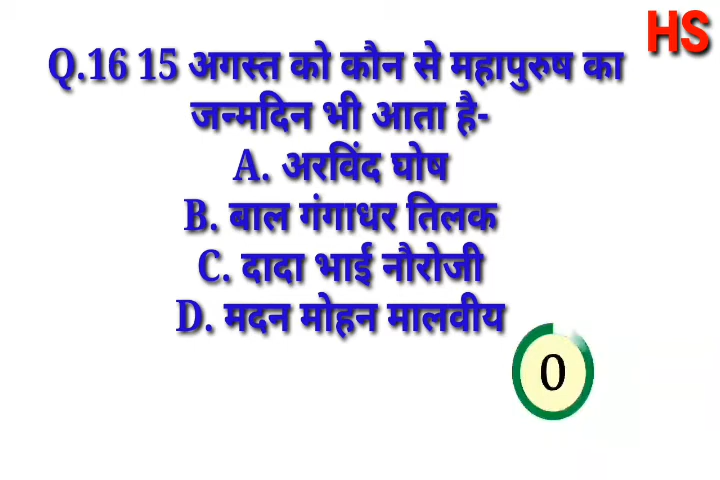 HS
Q.16 15 अगस्त को कौन से महापुरुष का
जन्मदिन भी आता है-
A. अरविंद घोष
B. बाल गंगाधर तिलक
C. दादा भाई नौरोजी
D. मदन मोहन मालवीय
0